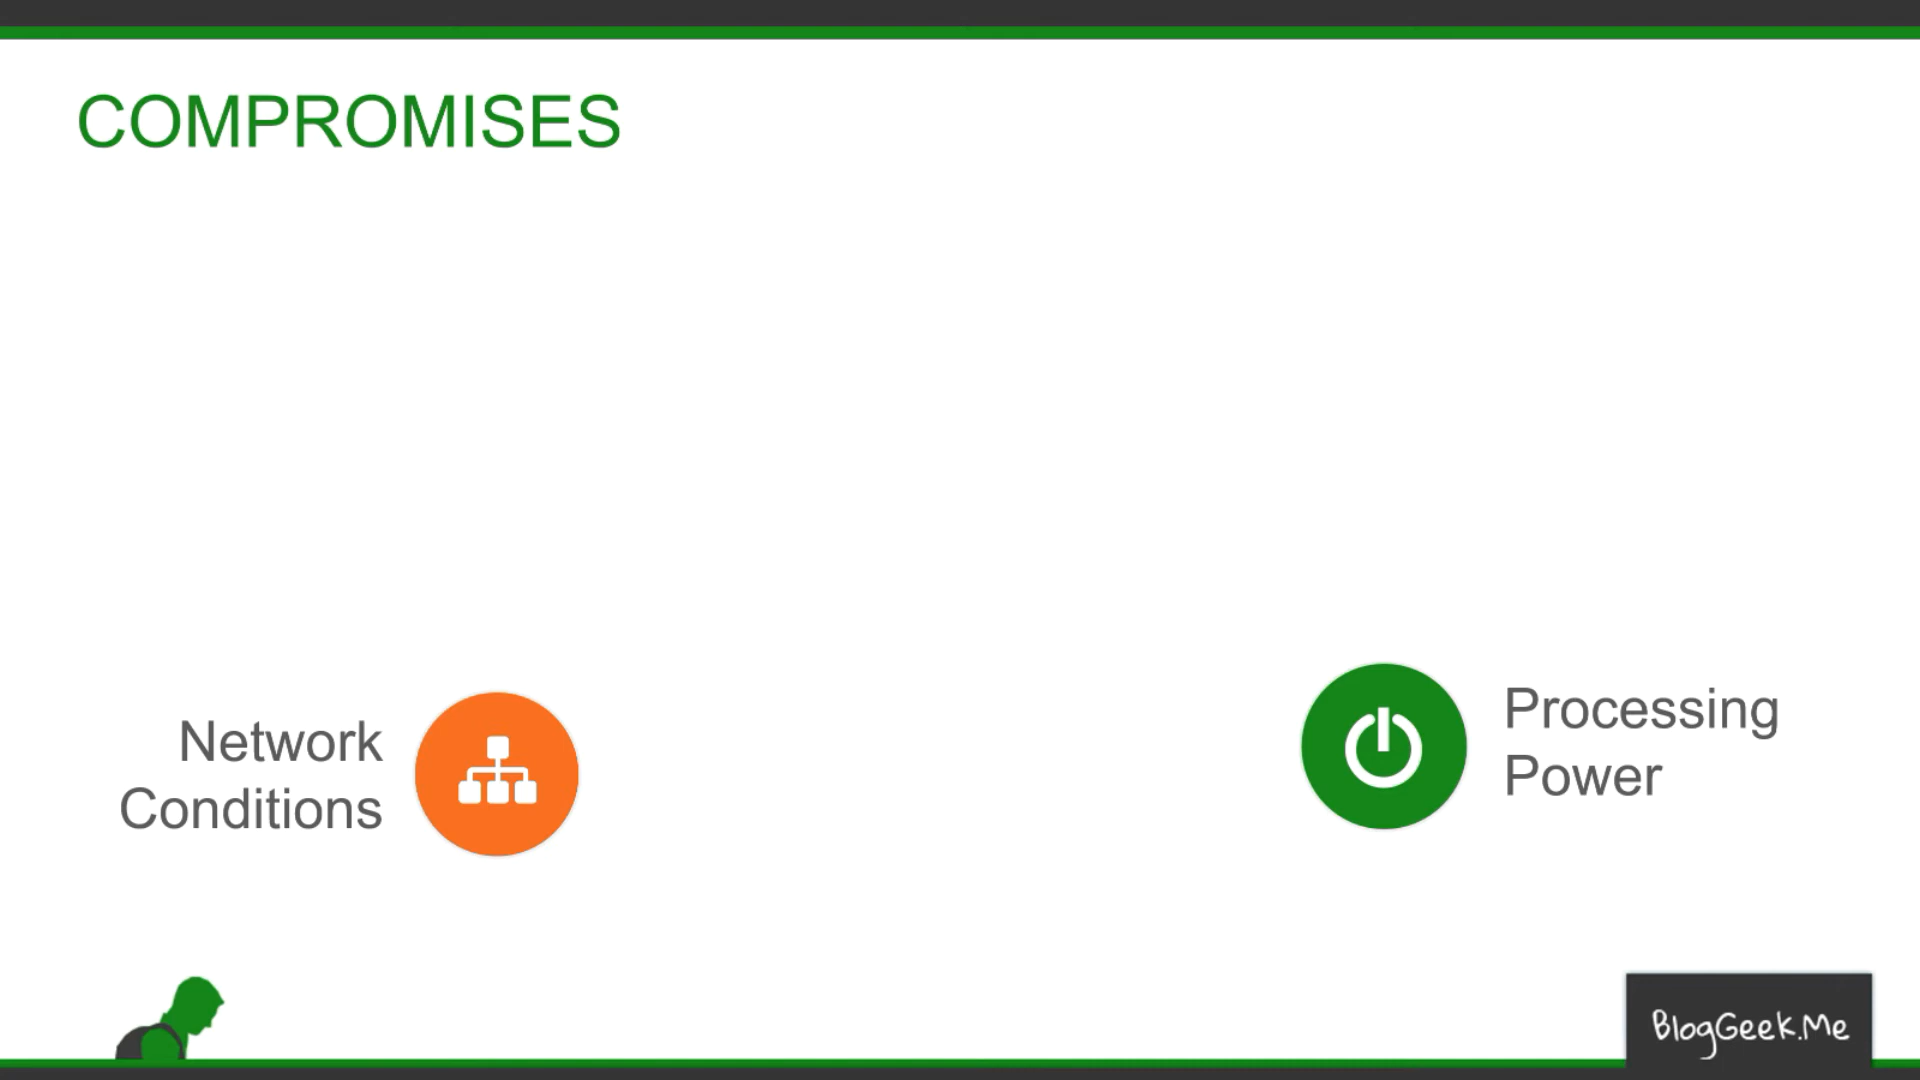 COMPROMISES
Network
Conditions
Processing
Power
BlogGeek.Me